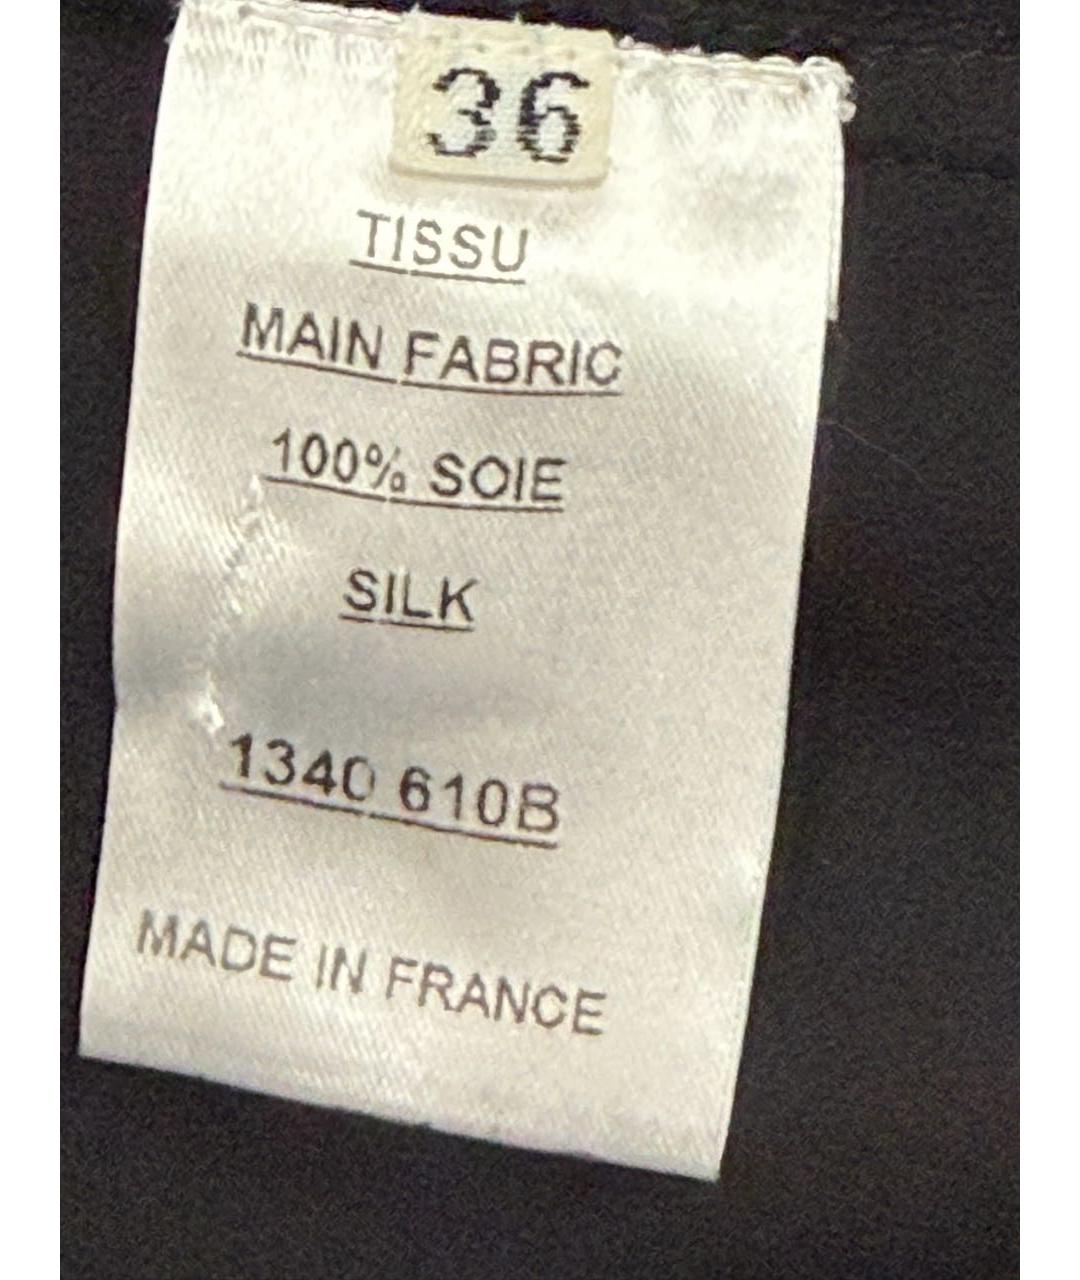 36
TISSU
MAIN FABRIC
100% SOIE
SILK
1340 610B
MADE IN FRANCE